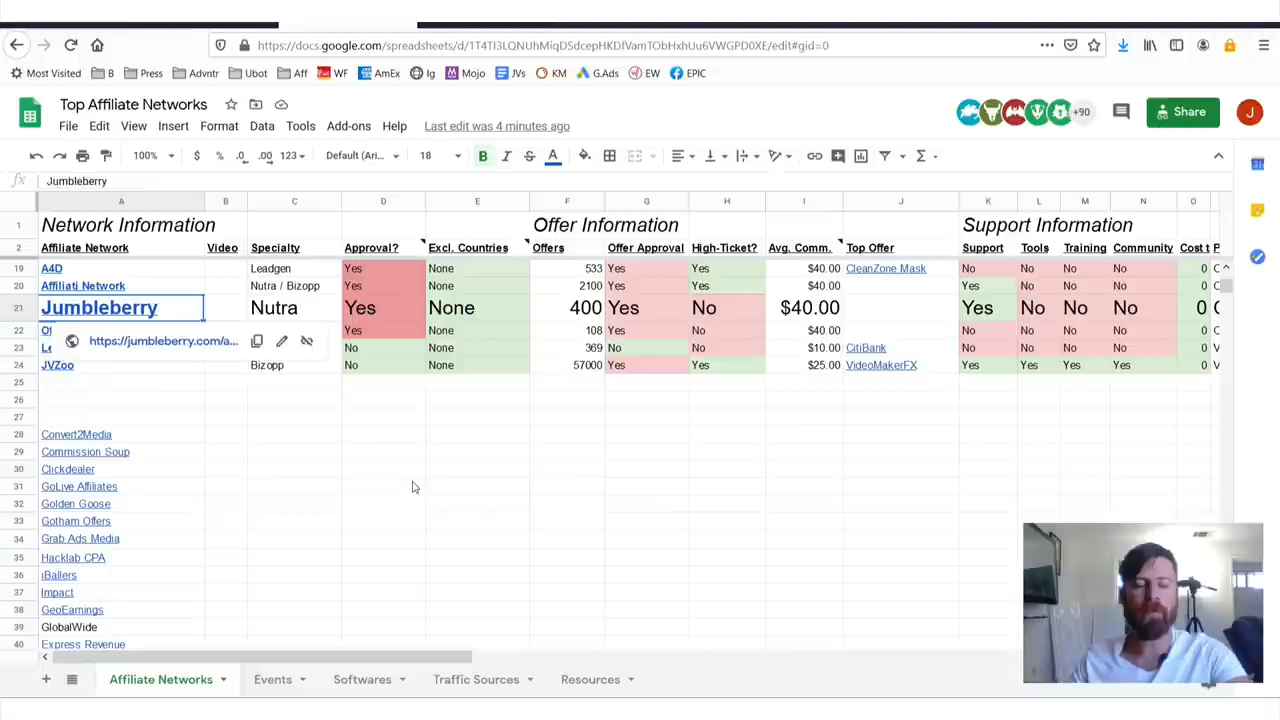 https://docs.google.com/spreadsheets/d/1T4TI3LQNUhMiqDSdcepHKDfVamTObHxhUu6VWGPD0XE/edit#gid=0
Most Visited B Press Advntr Ubot Aff WF AmEx Ig Mojo JVs KM G.Ads EW EPIC
Top Affiliate Networks
+90 Share J
File Edit View Insert Format Data Tools Add-ons Help Last edit was 4 minutes ago
100% $ % .0 .00 123 Default (Ari... 18 B I S A
fx Jumbleberry
A B C D E F G H I J K L M N O
1 Network Information Offer Information Support Information
2 Affiliate Network Video Specialty Approval? Excl. Countries Offers Offer Approval High-Ticket? Avg. Comm. Top Offer Support Tools Training Community Cost t P
19 A4D Leadgen Yes None 533 Yes Yes $40.00 CleanZone Mask No No No No 0 C
20 Affiliati Network Nutra / Bizopp Yes None 2100 Yes Yes $40.00 Yes No No No 0 C
21 Jumbleberry Nutra Yes None 400 Yes No $40.00 Yes No No No 0 C
22 Of Yes None 108 Yes No $40.00 No No No No 0 C
https://jumbleberry.com/a...
23 Le No None 369 No No $10.00 CitiBank No No No No 0 V
24 JVZoo Bizopp No None 57000 Yes Yes $25.00 VideoMakerFX Yes Yes Yes Yes 0 V
25
26
27
28 Convert2Media
29 Commission Soup
30 Clickdealer
31 GoLive Affiliates
32 Golden Goose
33 Gotham Offers
34 Grab Ads Media
35 Hacklab CPA
36 iBallers
37 Impact
38 GeoEarnings
39 GlobalWide
40 Express Revenue
Affiliate Networks Events Softwares Traffic Sources Resources